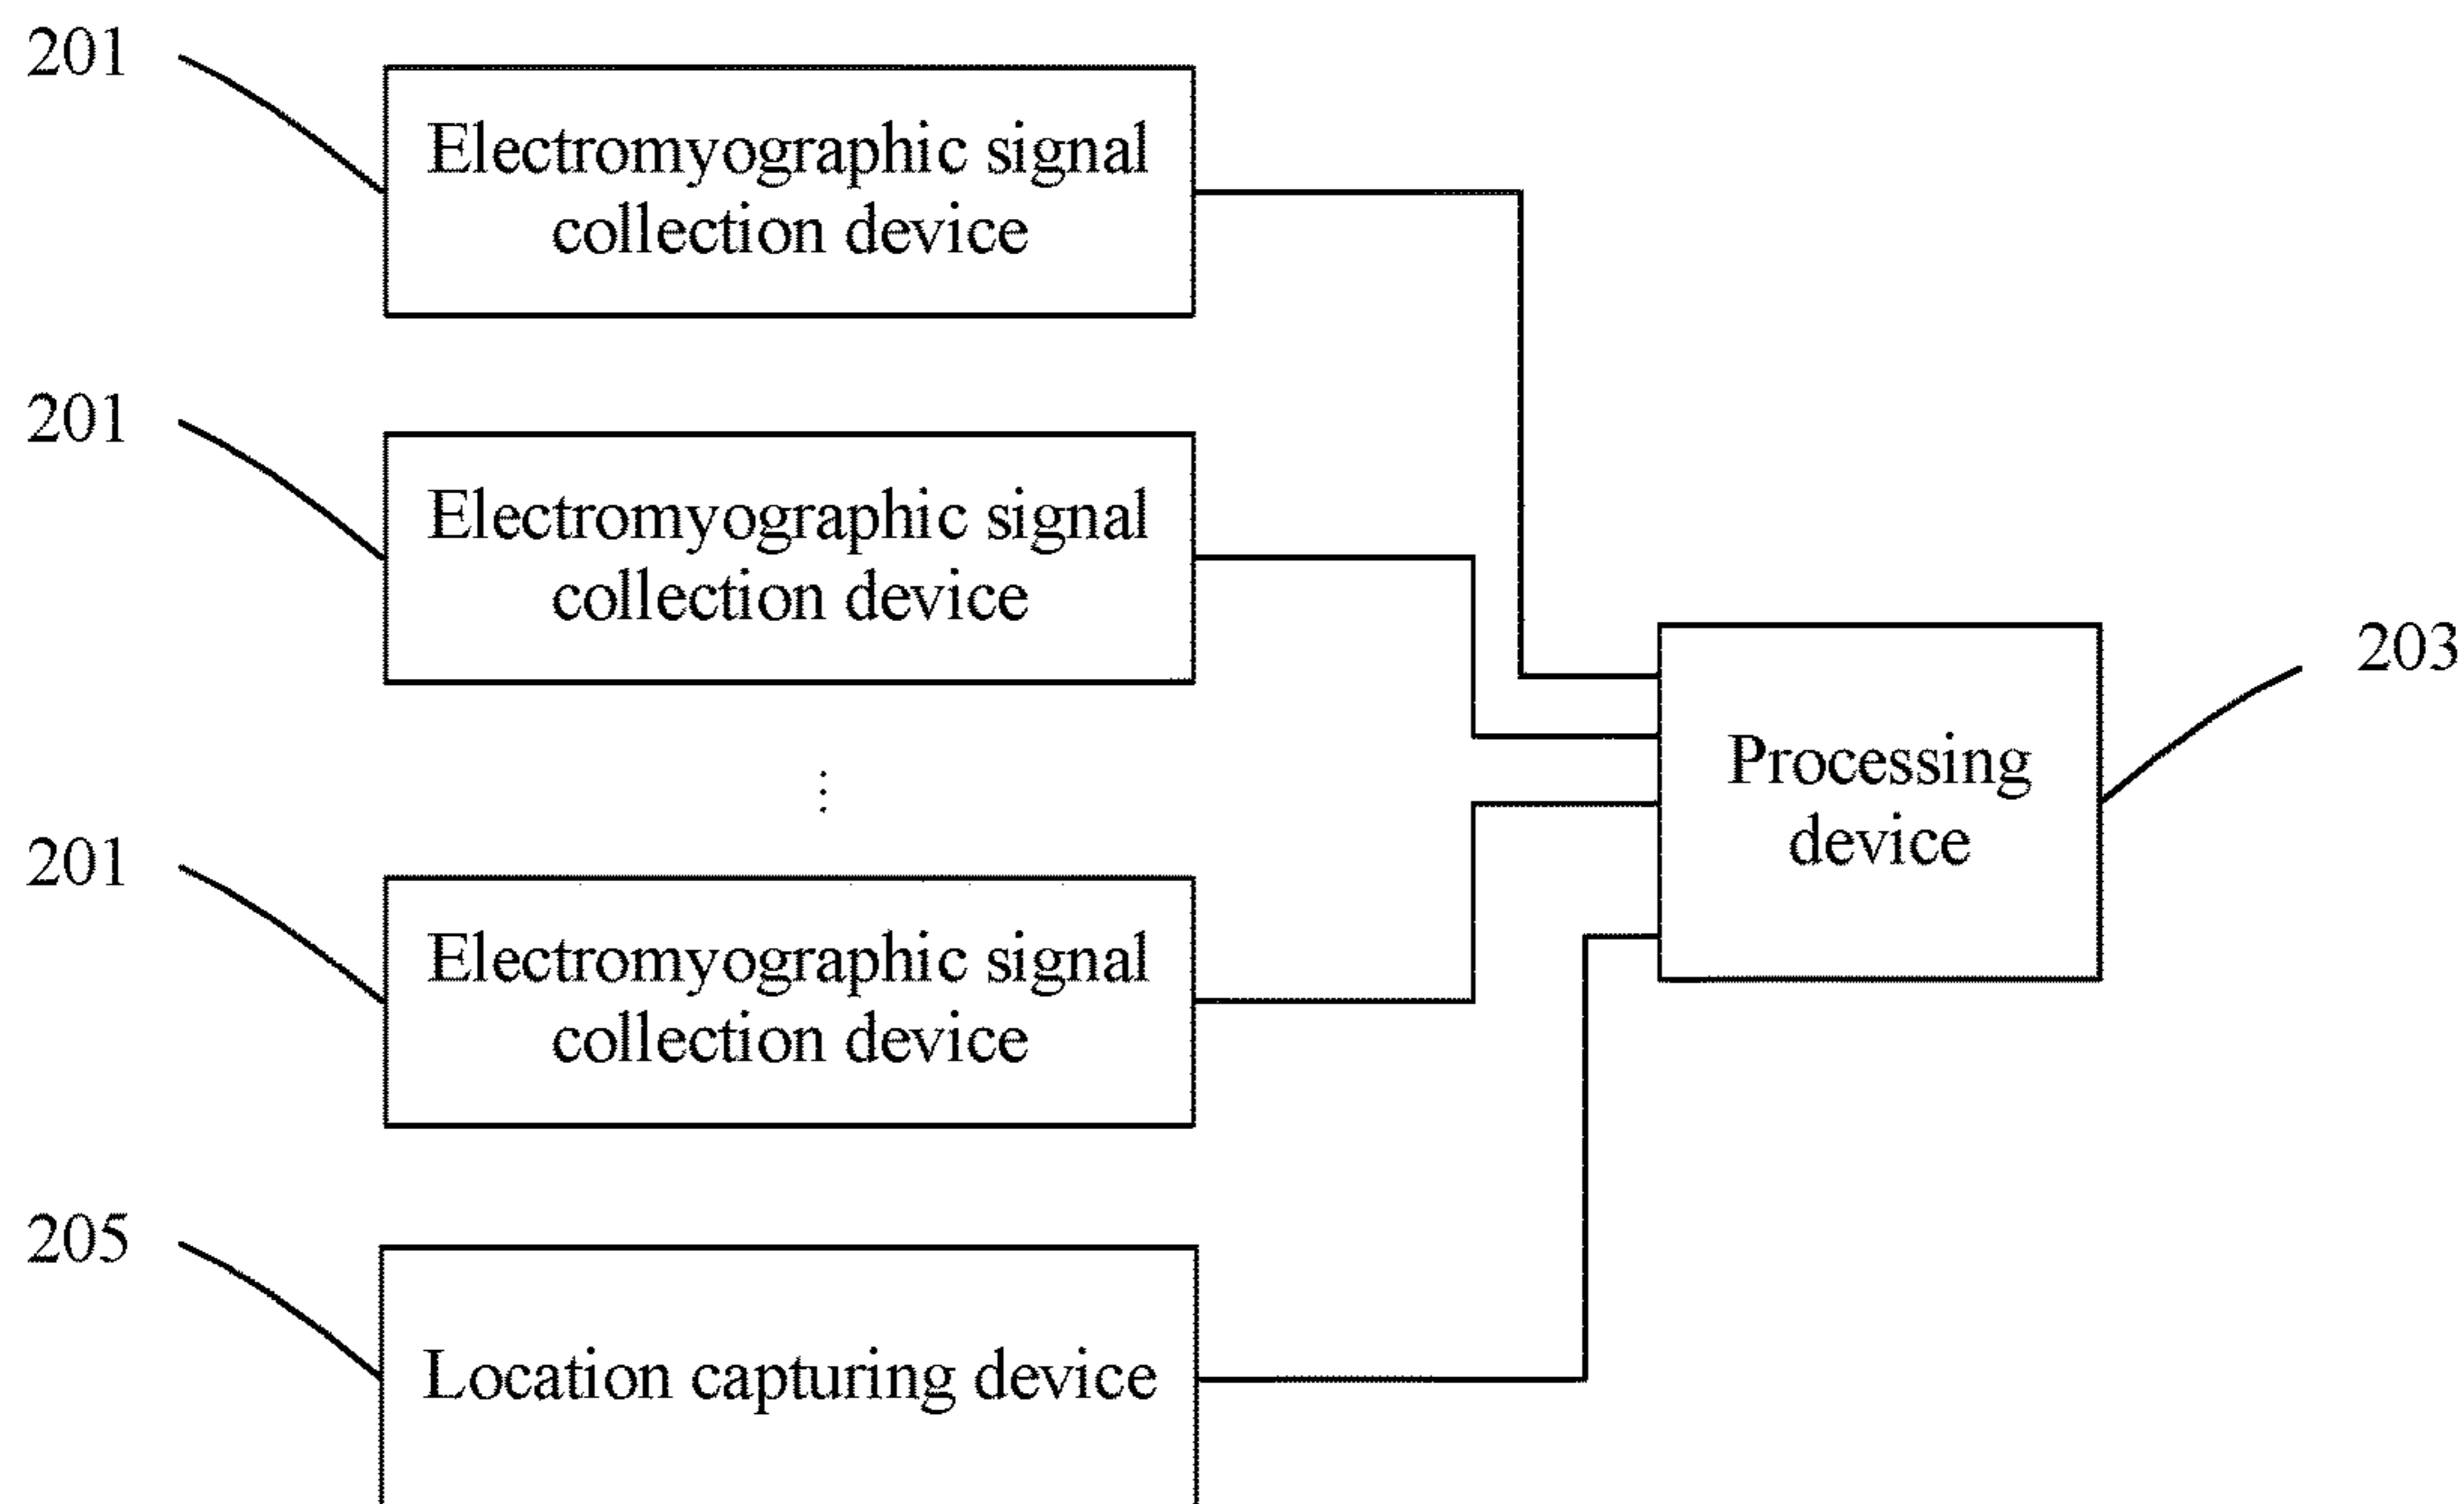 201
Electromyographic signal
collection device
201
Electromyographic signal
collection device
203
Processing
device
⋮
201
Electromyographic signal
collection device
205
Location capturing device